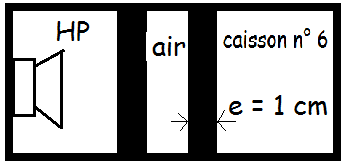 HP
air
caisson n° 6
e = 1 cm